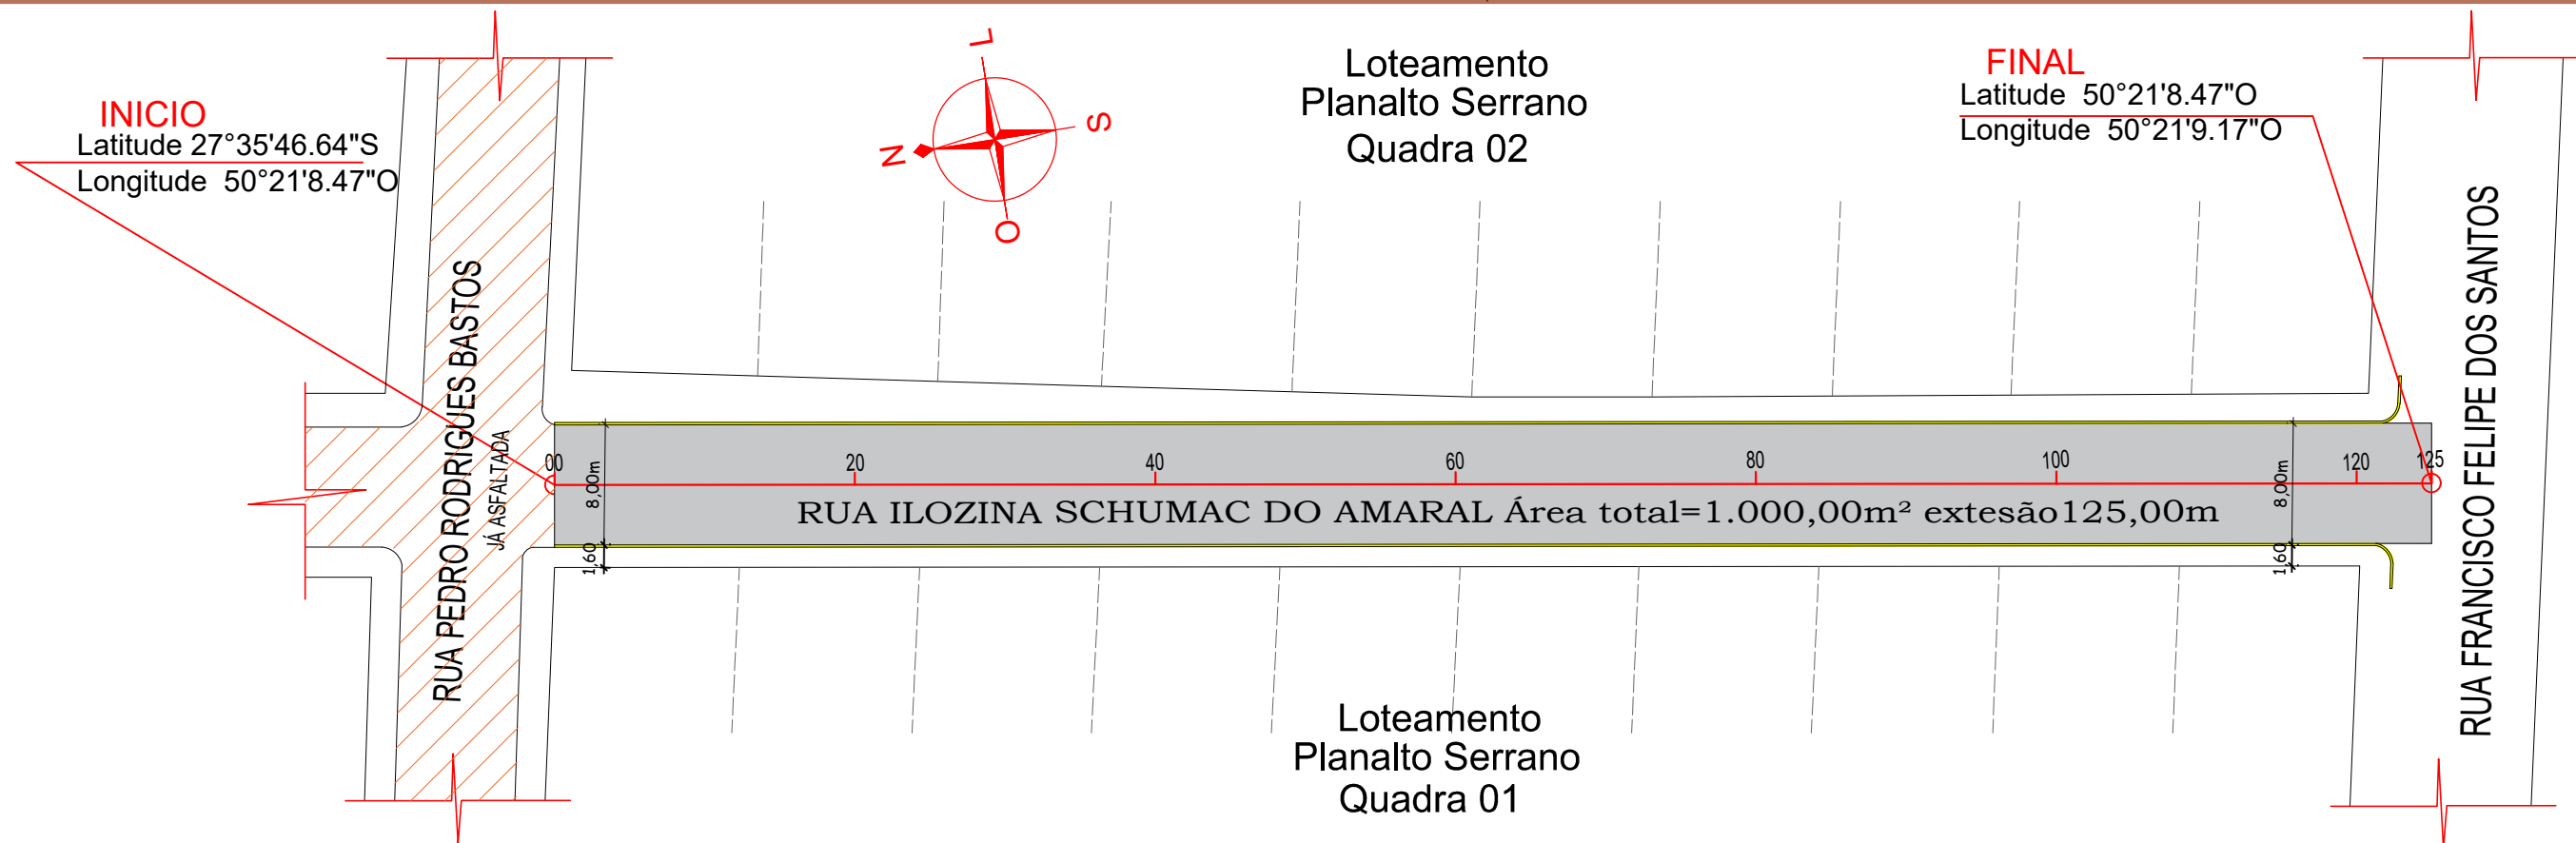 INICIO
Latitude 27°35'46.64"S
Longitude 50°21'8.47"O
L
S
N
O
Loteamento
Planalto Serrano
Quadra 02
FINAL
Latitude 50°21'8.47"O
Longitude 50°21'9.17"O
RUA PEDRO RODRIGUES BASTOS
JÁ ASFALTADA
00
20
40
60
80
100
120
125
8,00m
8,00m
RUA ILOZINA SCHUMAC DO AMARAL Área total=1.000,00m² extesão125,00m
1,60
1,60
RUA FRANCISCO FELIPE DOS SANTOS
Loteamento
Planalto Serrano
Quadra 01